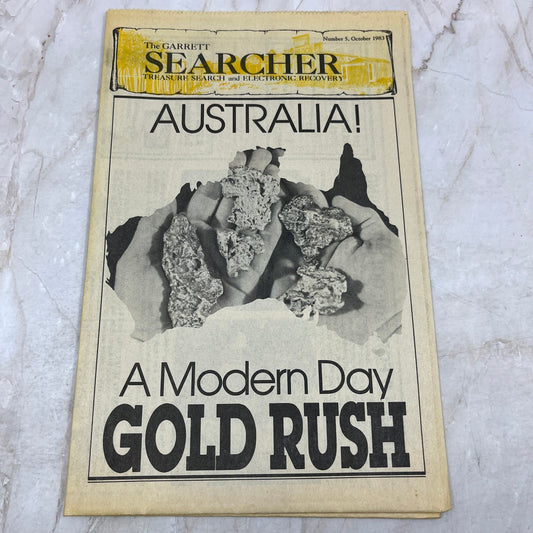 The GARRETT
Number 5, October 1983
SEARCHER
TREASURE SEARCH and ELECTRONIC RECOVERY
AUSTRALIA!
A Modern Day
GOLD RUSH